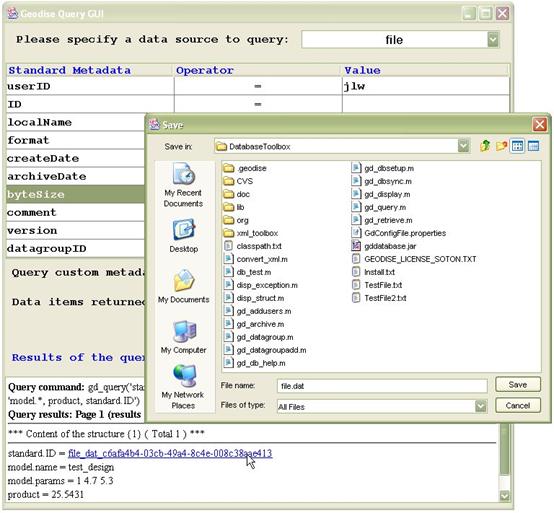 Geodise Query GUI
Please specify a data source to query: file
Standard Metadata Operator Value
userID = jlw
ID =
localName
format
createDate
archiveDate
byteSize
comment
version
datagroupID
Query custom metad
Data items returned
Results of the quer
Query command: gd_query('sta
'model.*, product, standard.ID')
Query results: Page 1 (results
*** Content of the structure {1} ( Total 1 ) ***
standard.ID = file_dat_c6afa4b4-03cb-49a4-8c4e-008c38aae413
model.name = test_design
model.params = 1 4.7 5.3
product = 25.5431
Save
Save in: DatabaseToolbox
My Recent
Documents
Desktop
My Documents
My Computer
My Network
Places
.geodise
CVS
doc
lib
org
xml_toolbox
classpath.txt
convert_xml.m
db_test.m
disp_exception.m
disp_struct.m
gd_addusers.m
gd_archive.m
gd_datagroup.m
gd_datagroupadd.m
gd_db_help.m
gd_dbsetup.m
gd_dbsync.m
gd_display.m
gd_query.m
gd_retrieve.m
GdConfigFile.properties
gddatabase.jar
GEODISE_LICENSE_SOTON.TXT
Install.txt
TestFile.txt
TestFile2.txt
File name: file.dat Save
Files of type: All Files Cancel